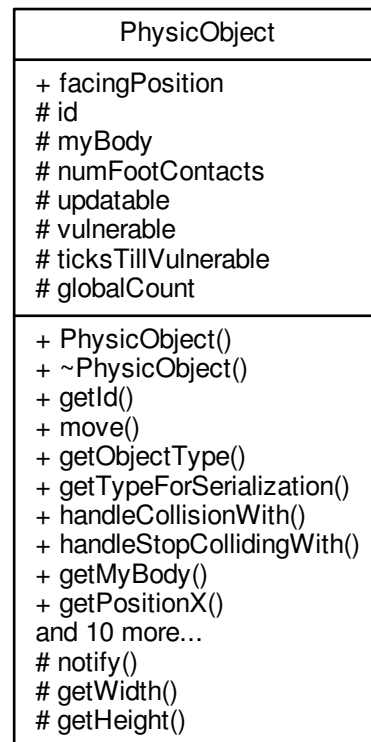 PhysicObject
+ facingPosition
# id
# myBody
# numFootContacts
# updatable
# vulnerable
# ticksTillVulnerable
# globalCount
+ PhysicObject()
+ ~PhysicObject()
+ getId()
+ move()
+ getObjectType()
+ getTypeForSerialization()
+ handleCollisionWith()
+ handleStopCollidingWith()
+ getMyBody()
+ getPositionX()
and 10 more...
# notify()
# getWidth()
# getHeight()